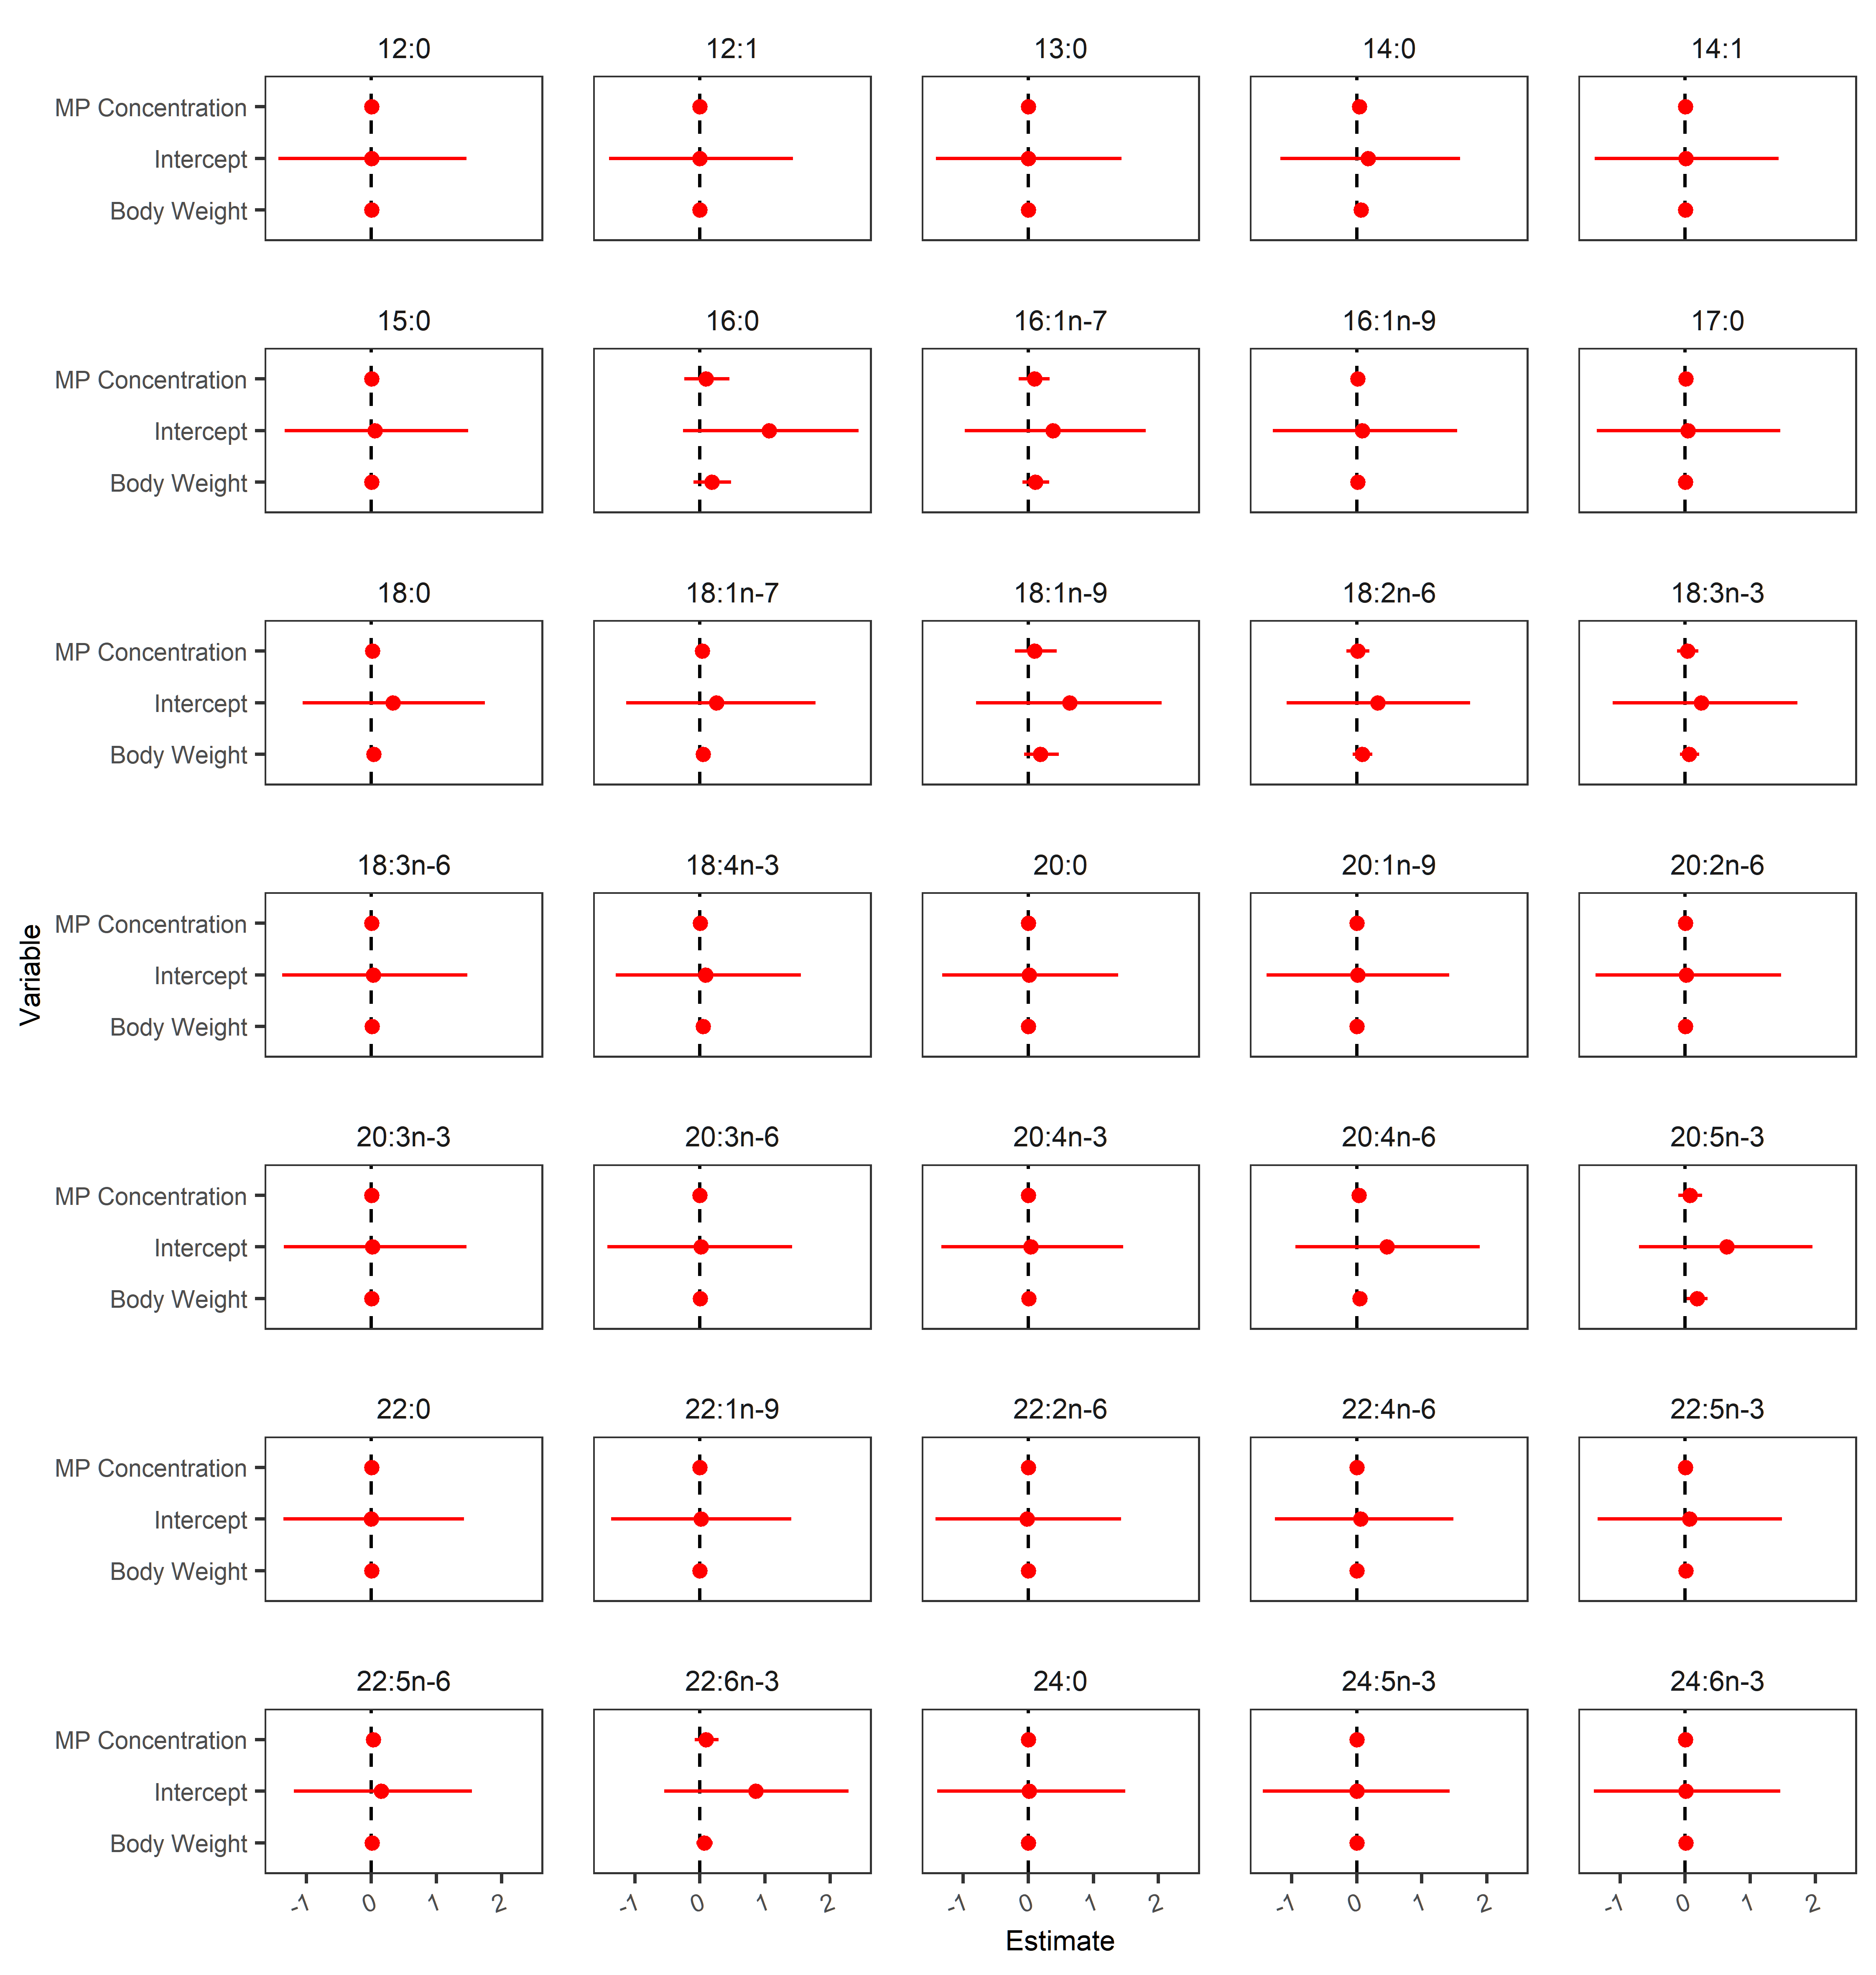 12:0 12:1 13:0 14:0 14:1
MP Concentration
Intercept
Body Weight
15:0 16:0 16:1n-7 16:1n-9 17:0
MP Concentration
Intercept
Body Weight
18:0 18:1n-7 18:1n-9 18:2n-6 18:3n-3
MP Concentration
Intercept
Body Weight
18:3n-6 18:4n-3 20:0 20:1n-9 20:2n-6
MP Concentration
Intercept
Body Weight
Variable
20:3n-3 20:3n-6 20:4n-3 20:4n-6 20:5n-3
MP Concentration
Intercept
Body Weight
22:0 22:1n-9 22:2n-6 22:4n-6 22:5n-3
MP Concentration
Intercept
Body Weight
22:5n-6 22:6n-3 24:0 24:5n-3 24:6n-3
MP Concentration
Intercept
Body Weight
-1 0 1 2 -1 0 1 2 -1 0 1 2 -1 0 1 2 -1 0 1 2
Estimate